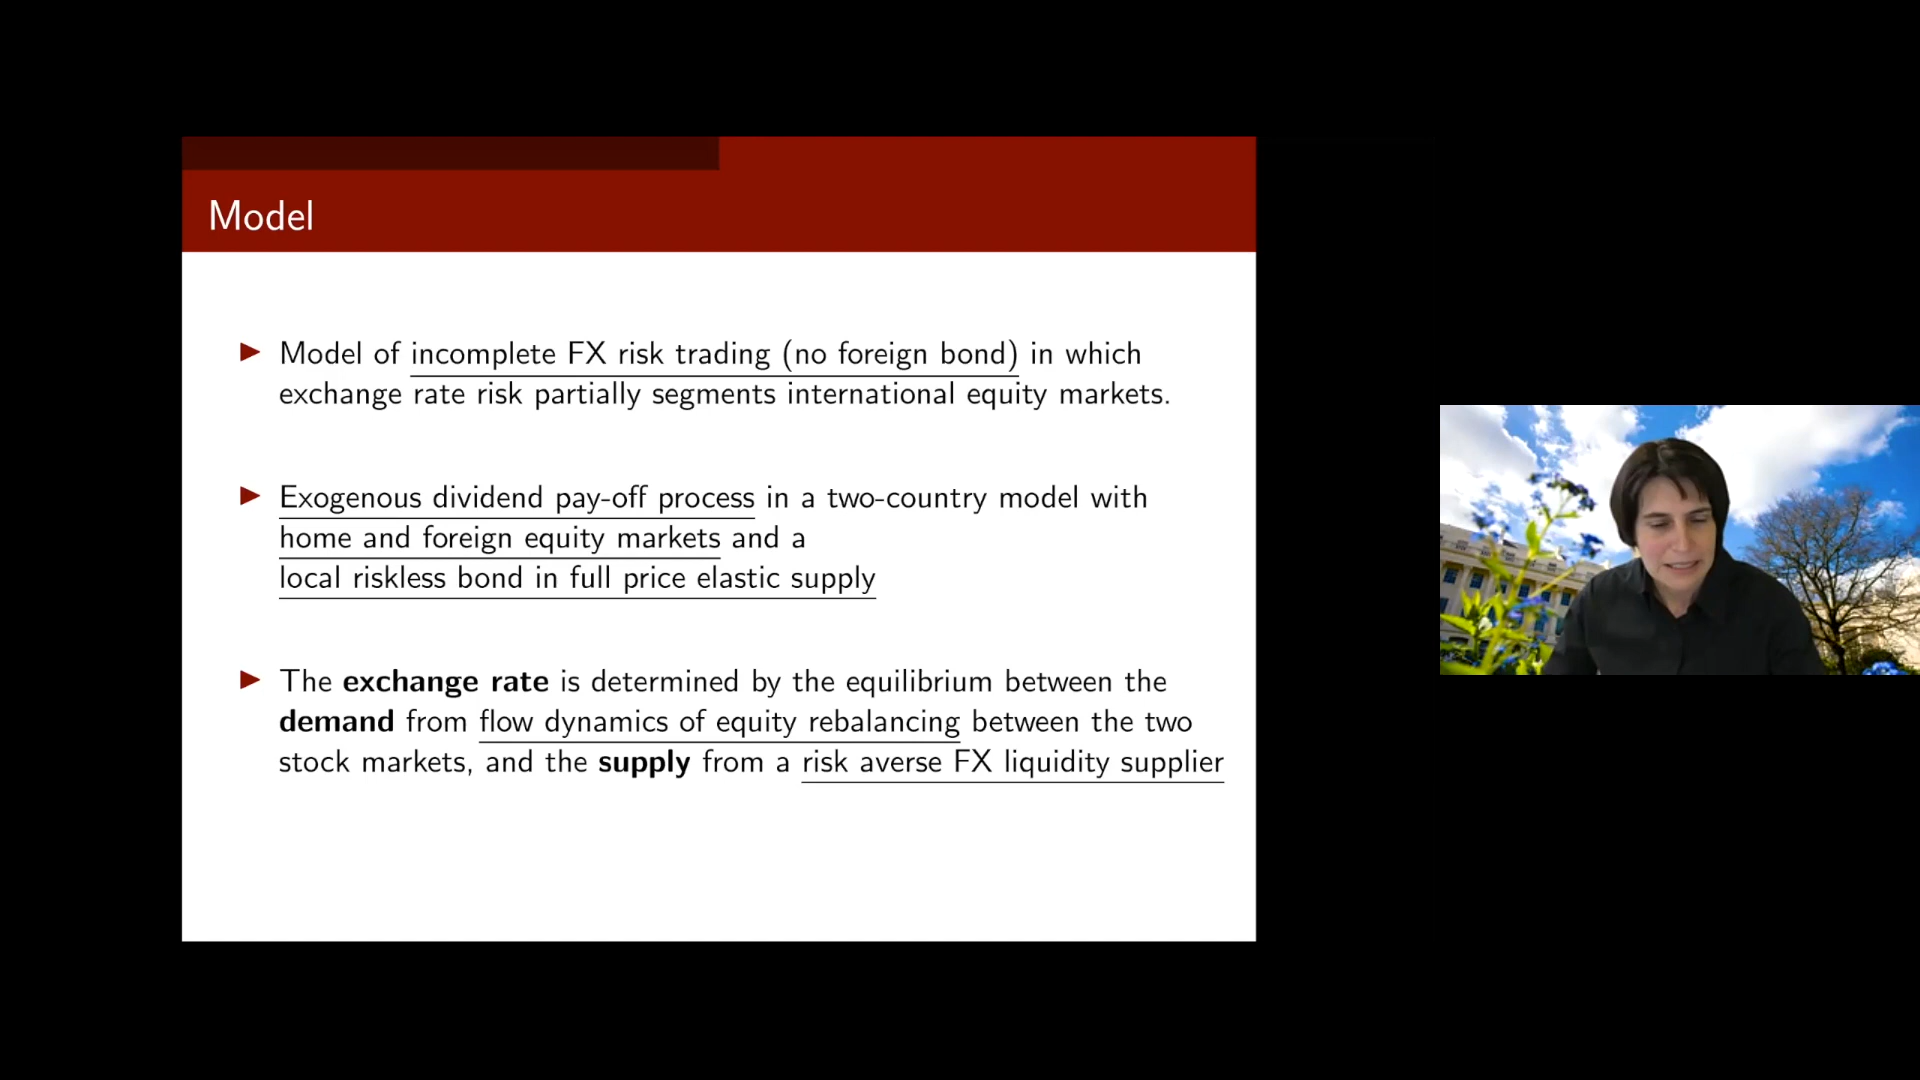 Model
Model of incomplete FX risk trading (no foreign bond) in which
exchange rate risk partially segments international equity markets.
Exogenous dividend pay-off process in a two-country model with
home and foreign equity markets and a
local riskless bond in full price elastic supply
The exchange rate is determined by the equilibrium between the
demand from flow dynamics of equity rebalancing between the two
stock markets, and the supply from a risk averse FX liquidity supplier